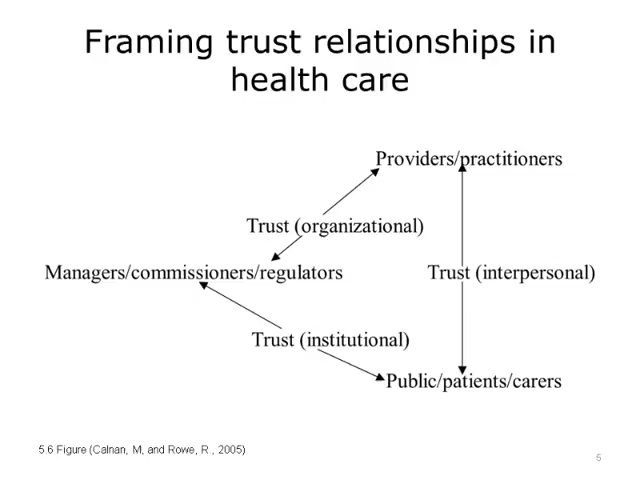 Framing trust relationships in
health care
Providers/practitioners
Trust (organizational)
Managers/commissioners/regulators
Trust (interpersonal)
Trust (institutional)
Public/patients/carers
5.6 Figure (Calnan, M, and Rowe, R., 2005)
5